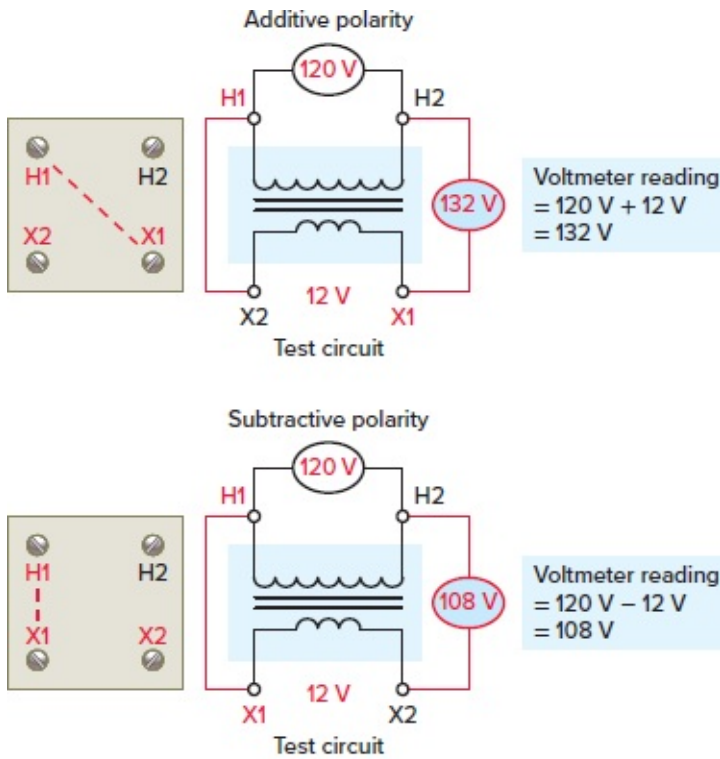 Additive polarity
120 V
H1
H2
H1
H2
X2
X1
132 V
Voltmeter reading
= 120 V + 12 V
= 132 V
12 V
X2
X1
Test circuit
Subtractive polarity
120 V
H1
H2
H1
H2
X1
X2
108 V
Voltmeter reading
= 120 V – 12 V
= 108 V
12 V
X1
X2
Test circuit